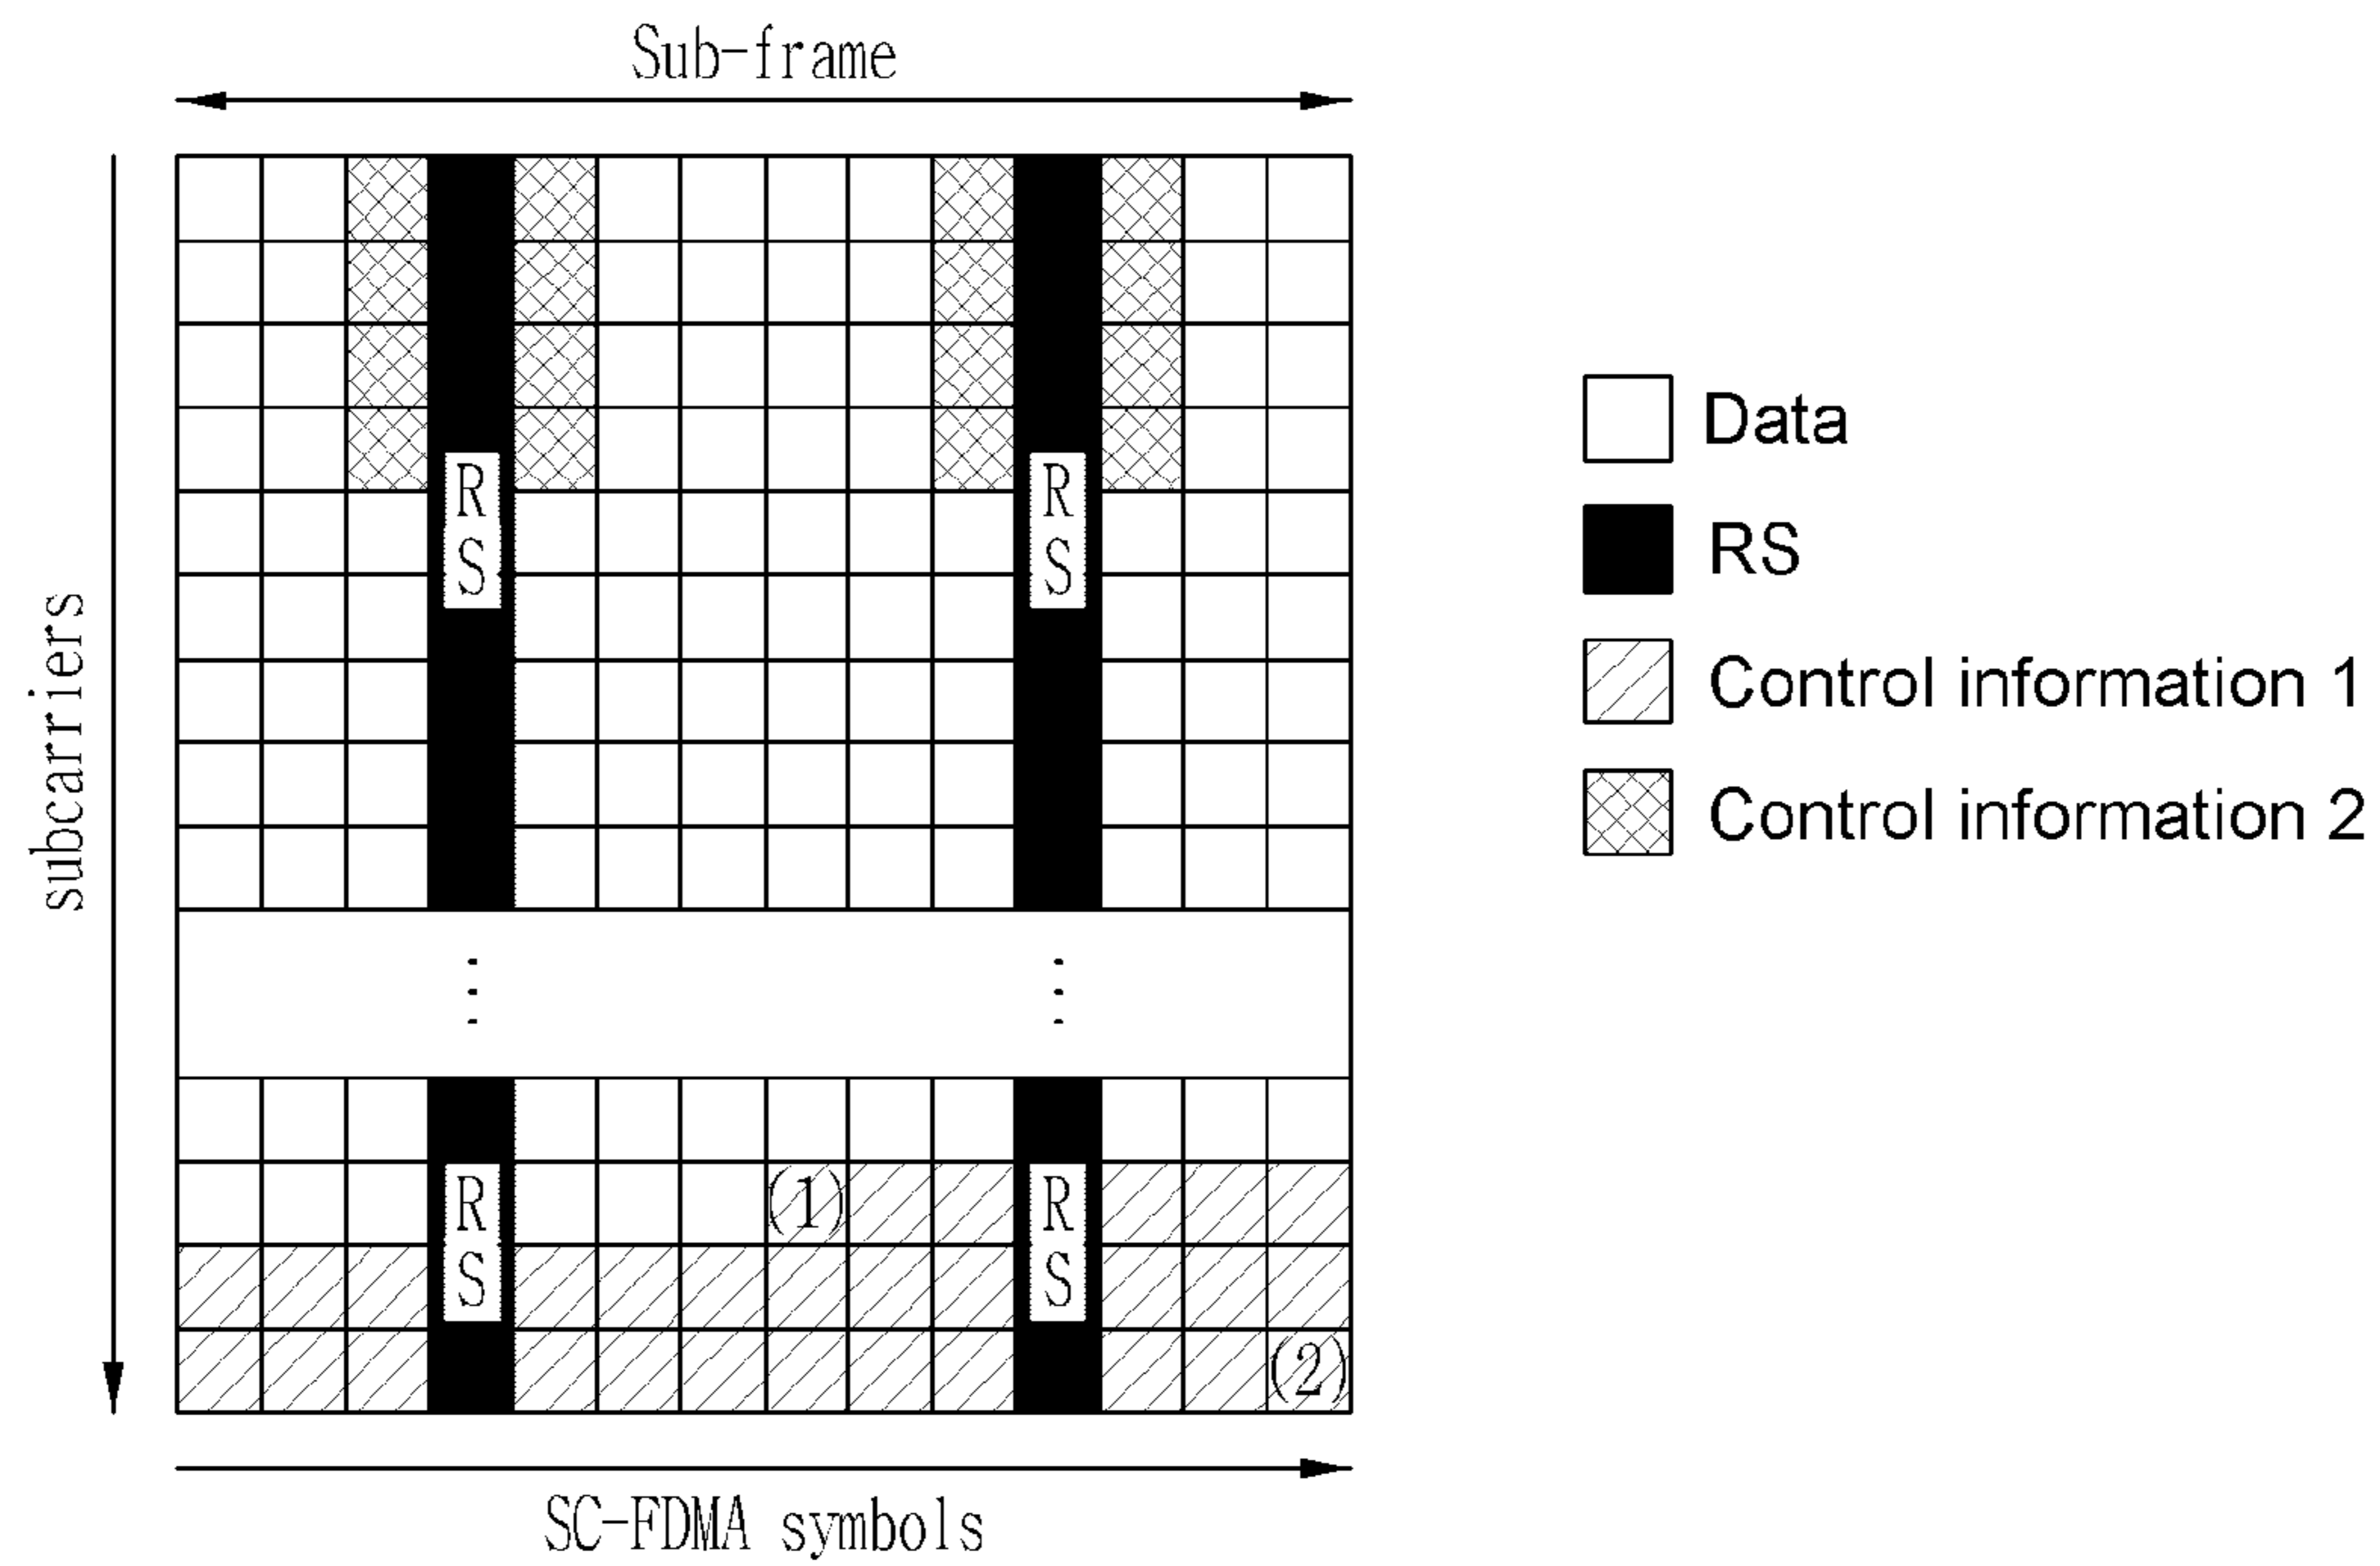 Sub-frame
subcarriers
R
S
R
S
(1)
R
S
R
S
(2)
SC-FDMA symbols
Data
RS
Control information 1
Control information 2